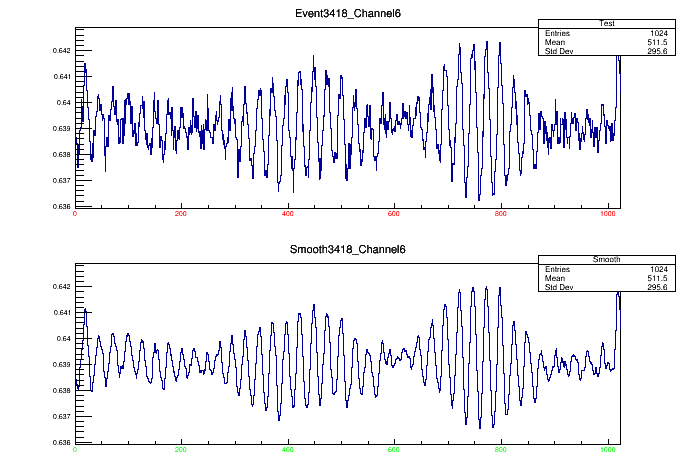 Event3418_Channel6
Test
Entries 1024
Mean 511.5
Std Dev 295.6
0.642
0.641
0.64
0.639
0.638
0.637
0.636
0 200 400 600 800 1000
Smooth3418_Channel6
Smooth
Entries 1024
Mean 511.5
Std Dev 295.6
0.642
0.64
0.639
0.638
0.637
0.636
0 200 400 600 800 1000